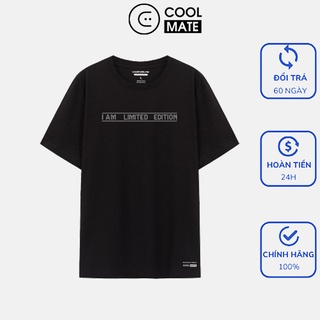 COOL
MATE
I AM LIMITED EDITION
ĐỔI TRẢ
60 NGÀY
HOÀN TIỀN
24H
CHÍNH HÃNG
100%